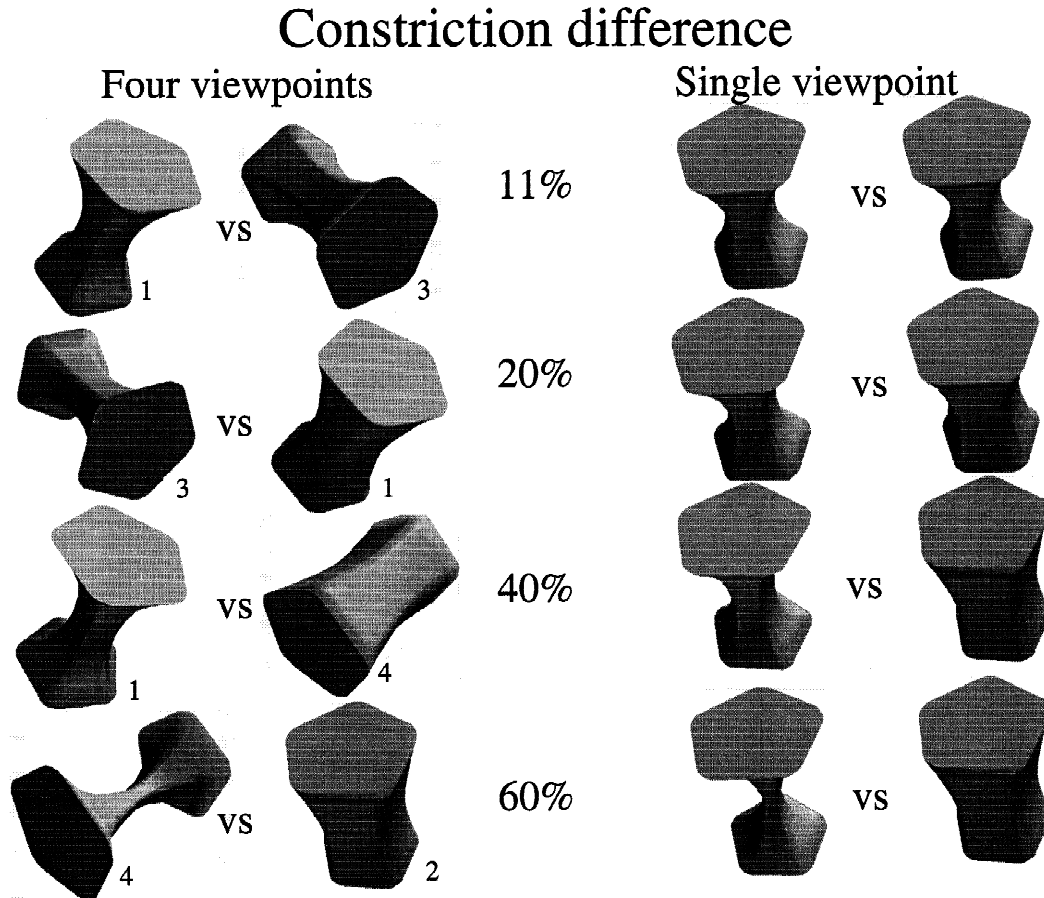 Constriction difference
Four viewpoints
Single viewpoint
vs
1
3
11%
vs
vs
3
1
20%
vs
vs
1
4
40%
vs
vs
4
2
60%
vs